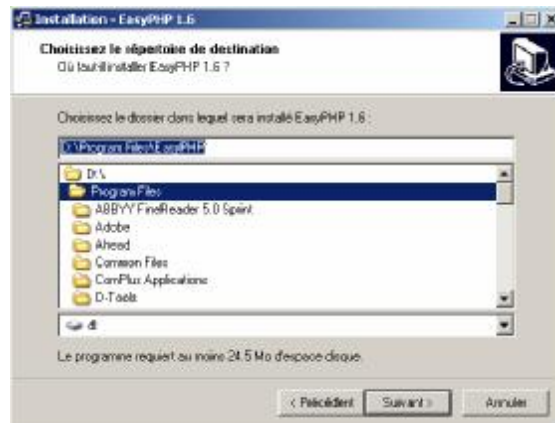 Installation - EasyPHP 1.6
Choisissez le répertoire de destination
Où faut-il installer EasyPHP 1.6 ?
Choisissez le dossier dans lequel sera installé EasyPHP 1.6 :
D:\Program Files\EasyPHP
D:\
Program Files
ABBYY FineReader 5.0 Sprint
Adobe
Ahead
Common Files
ComPlus Applications
D-Tools
d:
Le programme requiert au moins 24.5 Mo d'espace disque.
< Précédent Suivant > Annuler